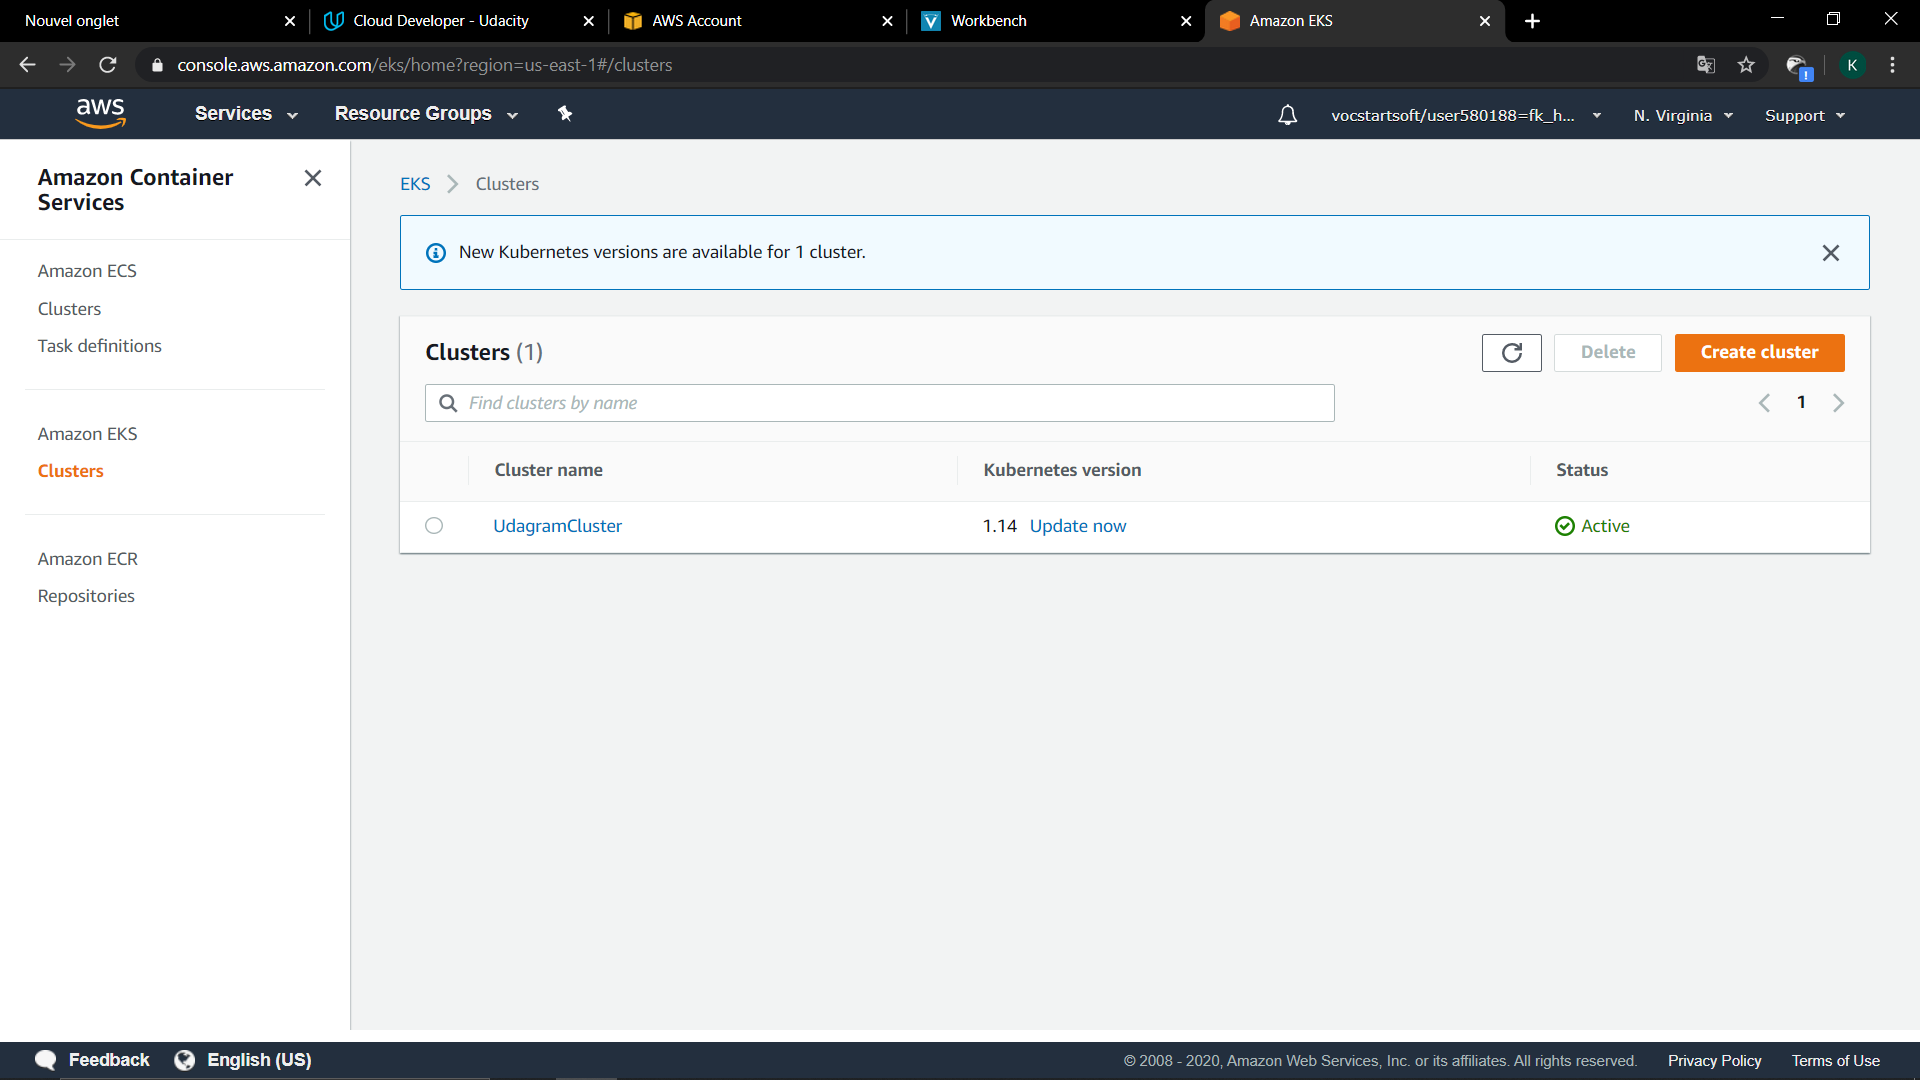 Nouvel onglet
Cloud Developer - Udacity
AWS Account
Workbench
Amazon EKS
console.aws.amazon.com/eks/home?region=us-east-1#/clusters
K
aws
Services
Resource Groups
vocstartsoft/user580188=fk_h...
N. Virginia
Support
Amazon Container
Services
Amazon ECS
Clusters
Task definitions
Amazon EKS
Clusters
Amazon ECR
Repositories
EKS
Clusters
New Kubernetes versions are available for 1 cluster.
Clusters (1)
Delete
Create cluster
Find clusters by name
1
Cluster name
Kubernetes version
Status
UdagramCluster
1.14 Update now
Active
Feedback
English (US)
© 2008 - 2020, Amazon Web Services, Inc. or its affiliates. All rights reserved.
Privacy Policy
Terms of Use